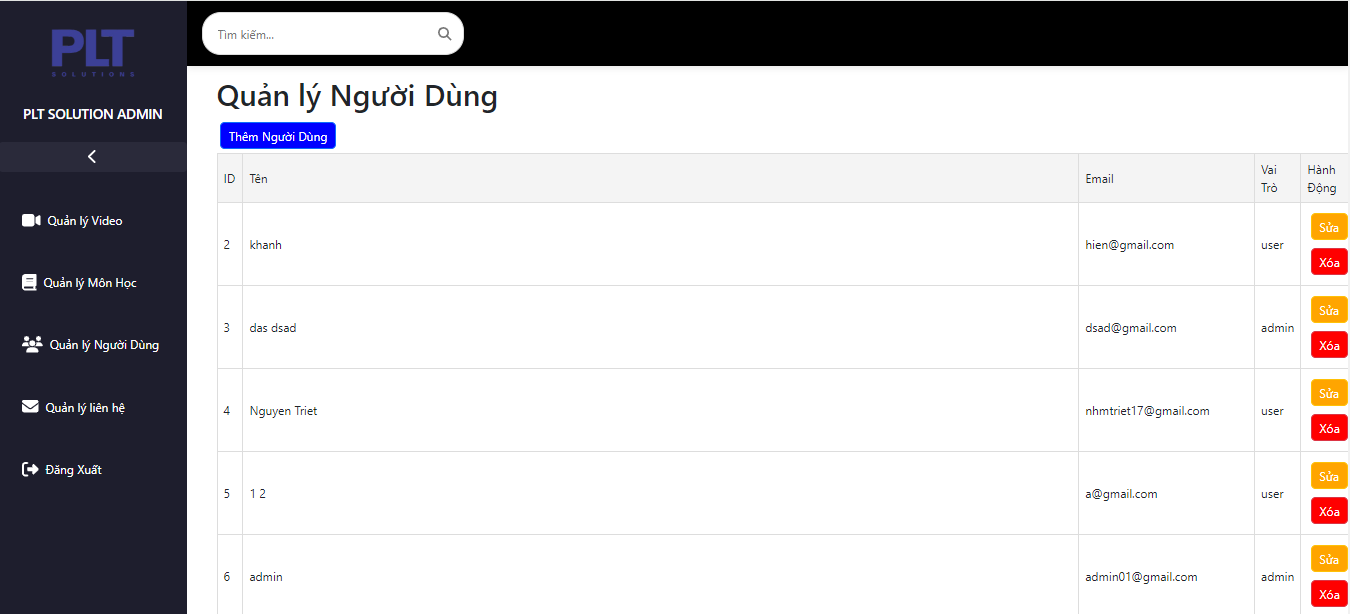 PLT
SOLUTIONS
PLT SOLUTION ADMIN
Quản lý Video
Quản lý Môn Học
Quản lý Người Dùng
Quản lý liên hệ
Đăng Xuất
Tìm kiếm...
Quản lý Người Dùng
Thêm Người Dùng
ID Tên Email Vai Trò Hành Động
2 khanh hien@gmail.com user Sửa Xóa
3 das dsad dsad@gmail.com admin Sửa Xóa
4 Nguyen Triet nhmtriet17@gmail.com user Sửa Xóa
5 1 2 a@gmail.com user Sửa Xóa
6 admin admin01@gmail.com admin Sửa Xóa